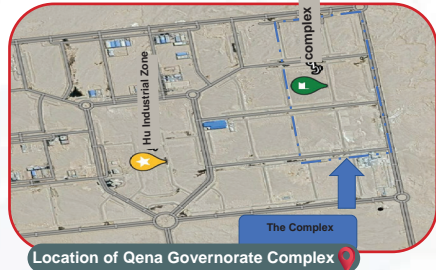 complex
Hu Industrial Zone
The Complex
Location of Qena Governorate Complex